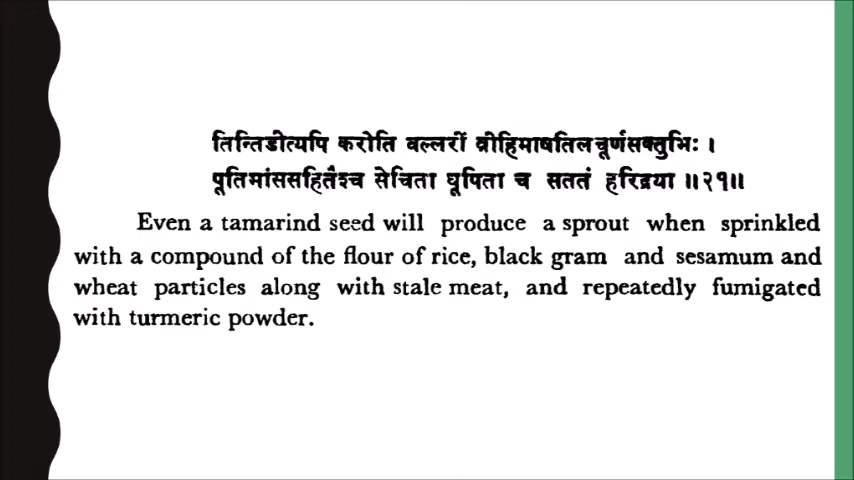 तिन्तिडीत्यपि करोति वल्लरीं व्रीहिमाषतिलचूर्णसक्तुभिः ।
पूतिमांससहितैश्च सेचिता धूपिता च सततं हरिद्रया ॥२१॥
Even a tamarind seed will produce a sprout when sprinkled
with a compound of the flour of rice, black gram and sesamum and
wheat particles along with stale meat, and repeatedly fumigated
with turmeric powder.